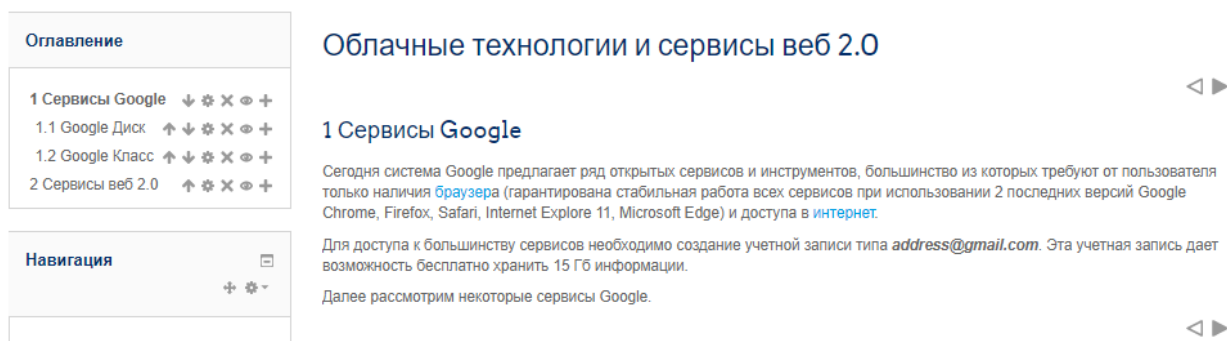 Оглавление
1 Сервисы Google
1.1 Google Диск
1.2 Google Класс
2 Сервисы веб 2.0
Навигация
Облачные технологии и сервисы веб 2.0
1 Сервисы Google
Сегодня система Google предлагает ряд открытых сервисов и инструментов, большинство из которых требуют от пользователя
только наличия браузера (гарантирована стабильная работа всех сервисов при использовании 2 последних версий Google
Chrome, Firefox, Safari, Internet Explore 11, Microsoft Edge) и доступа в интернет.
Для доступа к большинству сервисов необходимо создание учетной записи типа address@gmail.com. Эта учетная запись дает
возможность бесплатно хранить 15 Гб информации.
Далее рассмотрим некоторые сервисы Google.